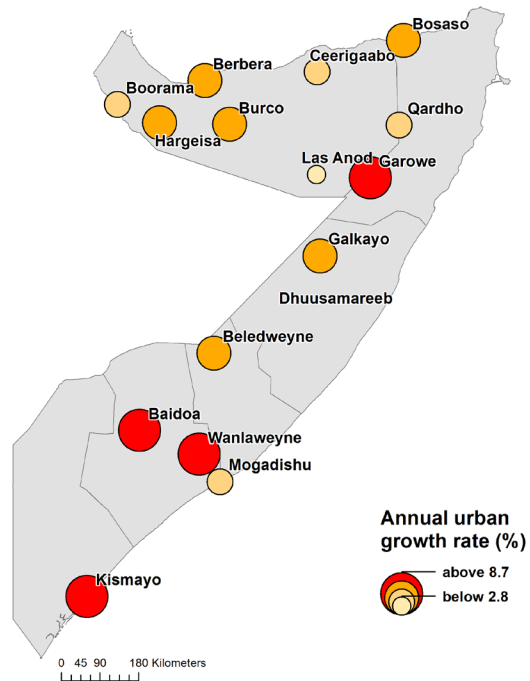 Bosaso
Ceerigaabo
Berbera
Boorama
Burco
Qardho
Hargeisa
Las Anod
Garowe
Galkayo
Dhuusamareeb
Beledweyne
Baidoa
Wanlaweyne
Mogadishu
Kismayo
Annual urban
growth rate (%)
above 8.7
below 2.8
0 45 90 180 Kilometers